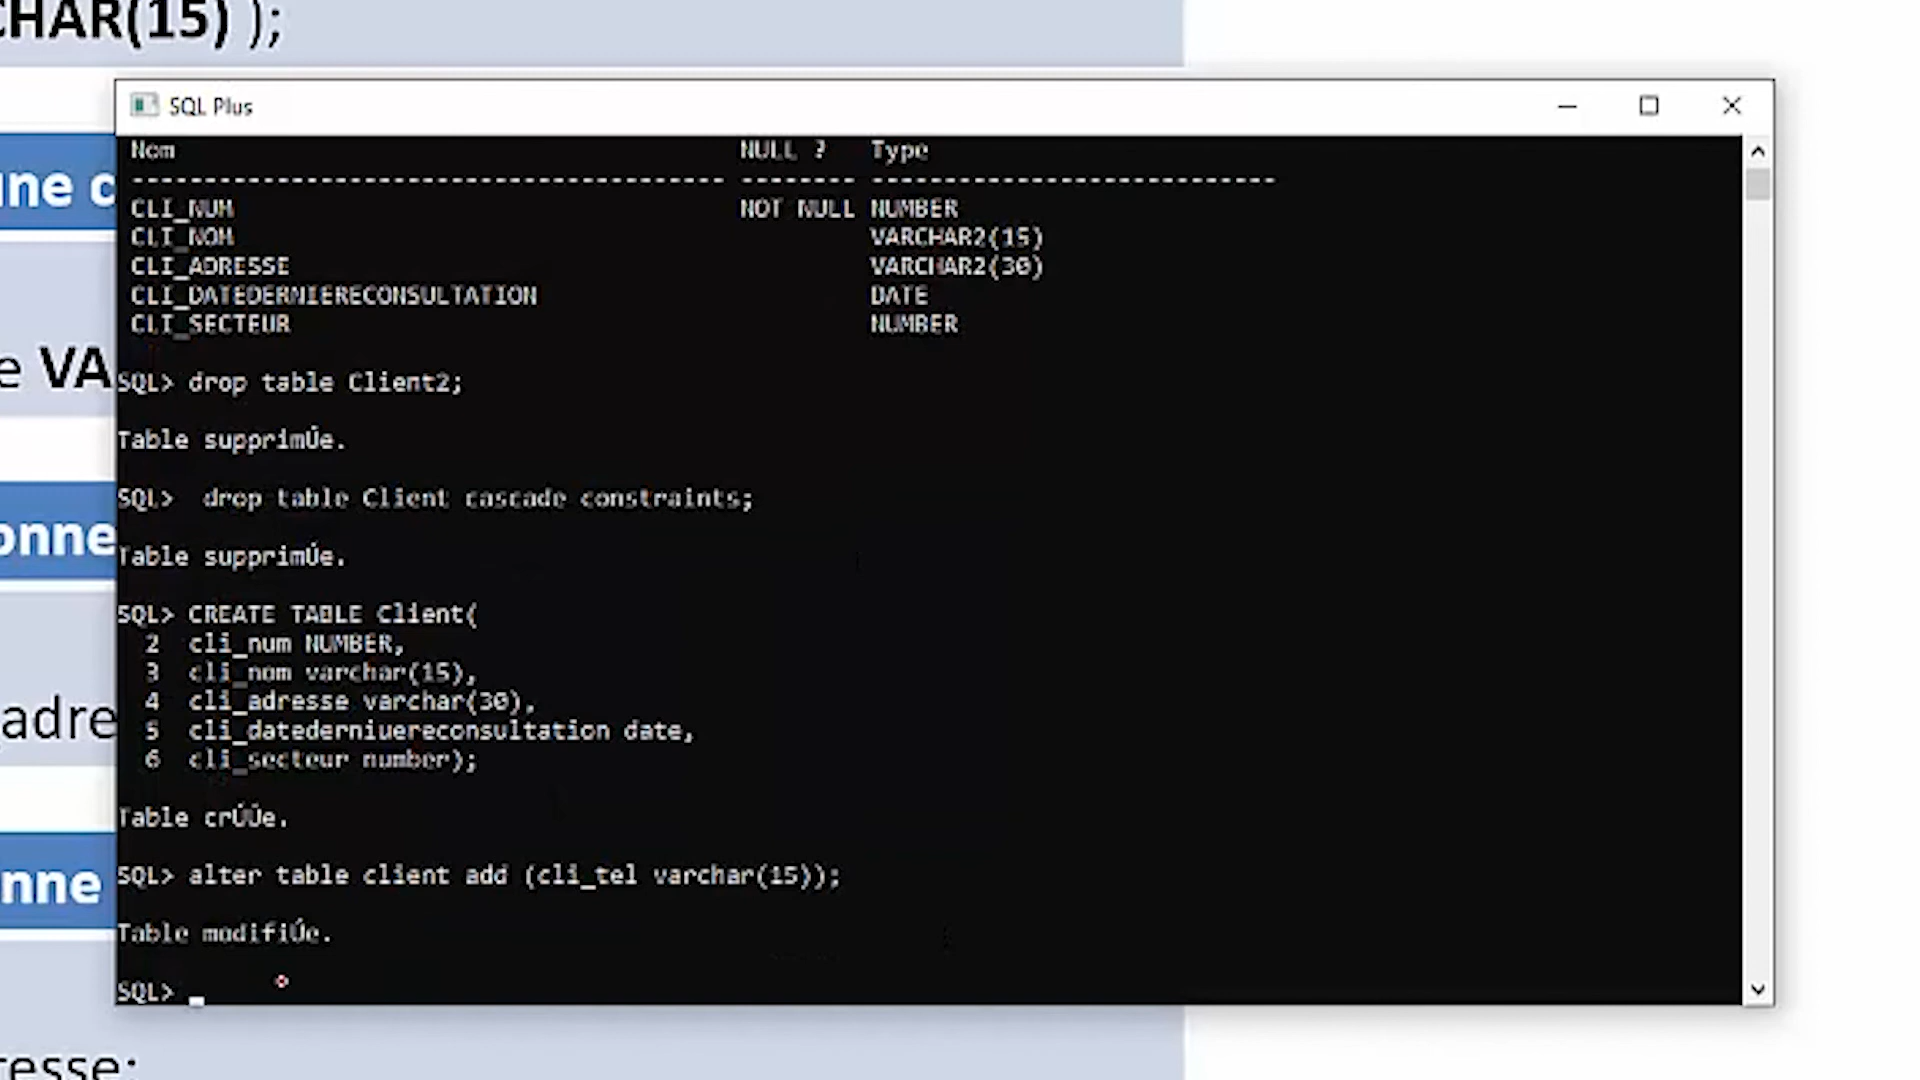 CHAR(15) );
SQL Plus
Nom NULL ? Type
----------------------------------------- -------- ----------------------------
CLI_NUM NOT NULL NUMBER
CLI_NOM VARCHAR2(15)
CLI_ADRESSE VARCHAR2(30)
CLI_DATEDERNIERECONSULTATION DATE
CLI_SECTEUR NUMBER
SQL> drop table Client2;
Table supprimÚe.
SQL>  drop table Client cascade constraints;
Table supprimÚe.
SQL> CREATE TABLE Client(
2 cli_num NUMBER,
3 cli_nom varchar(15),
4 cli_adresse varchar(30),
5 cli_datederniuereconsultation date,
6 cli_secteur number);
Table crÚÚe.
SQL> alter table client add (cli_tel varchar(15));
Table modifiÚe.
SQL>
une c
e VA
onne
adre
nne
resse;